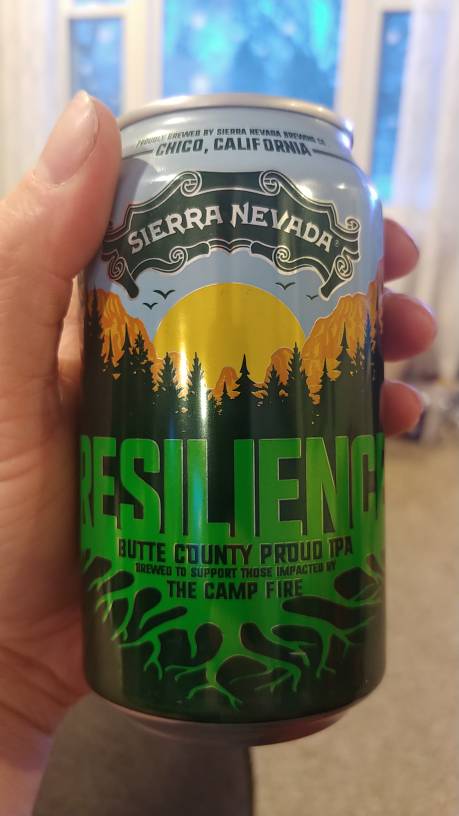 PROUDLY BREWED BY SIERRA NEVADA BREWING CO
CHICO, CALIFORNIA
SIERRA NEVADA®
RESILIENC
BUTTE COUNTY PROUD IPA
BREWED TO SUPPORT THOSE IMPACTED BY
THE CAMP FIRE